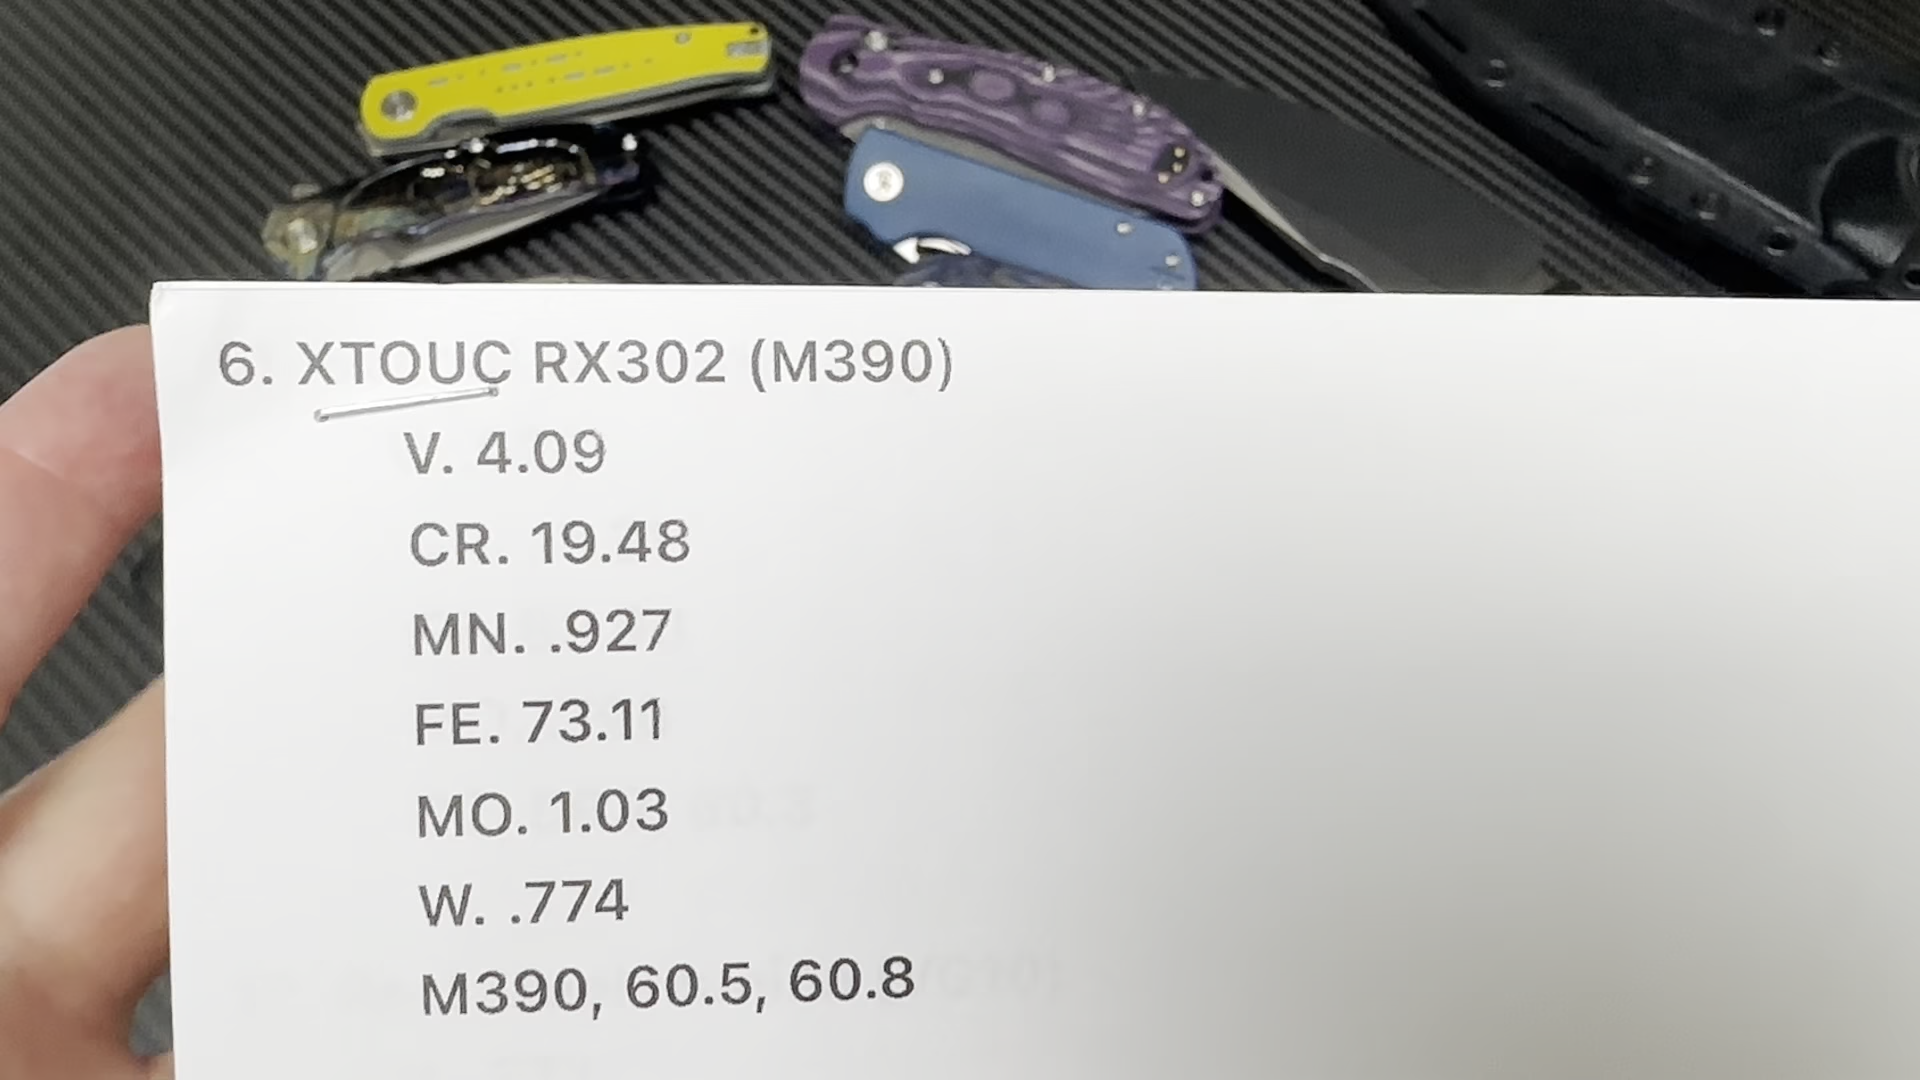 6. XTOUC RX302 (M390)
V. 4.09
CR. 19.48
MN. .927
FE. 73.11
MO. 1.03
W. .774
M390, 60.5, 60.8